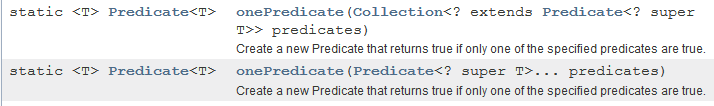 static <T> Predicate<T> onePredicate(Collection<? extends Predicate<? super
T>> predicates)
Create a new Predicate that returns true if only one of the specified predicates are true.
static <T> Predicate<T> onePredicate(Predicate<? super T>... predicates)
Create a new Predicate that returns true if only one of the specified predicates are true.